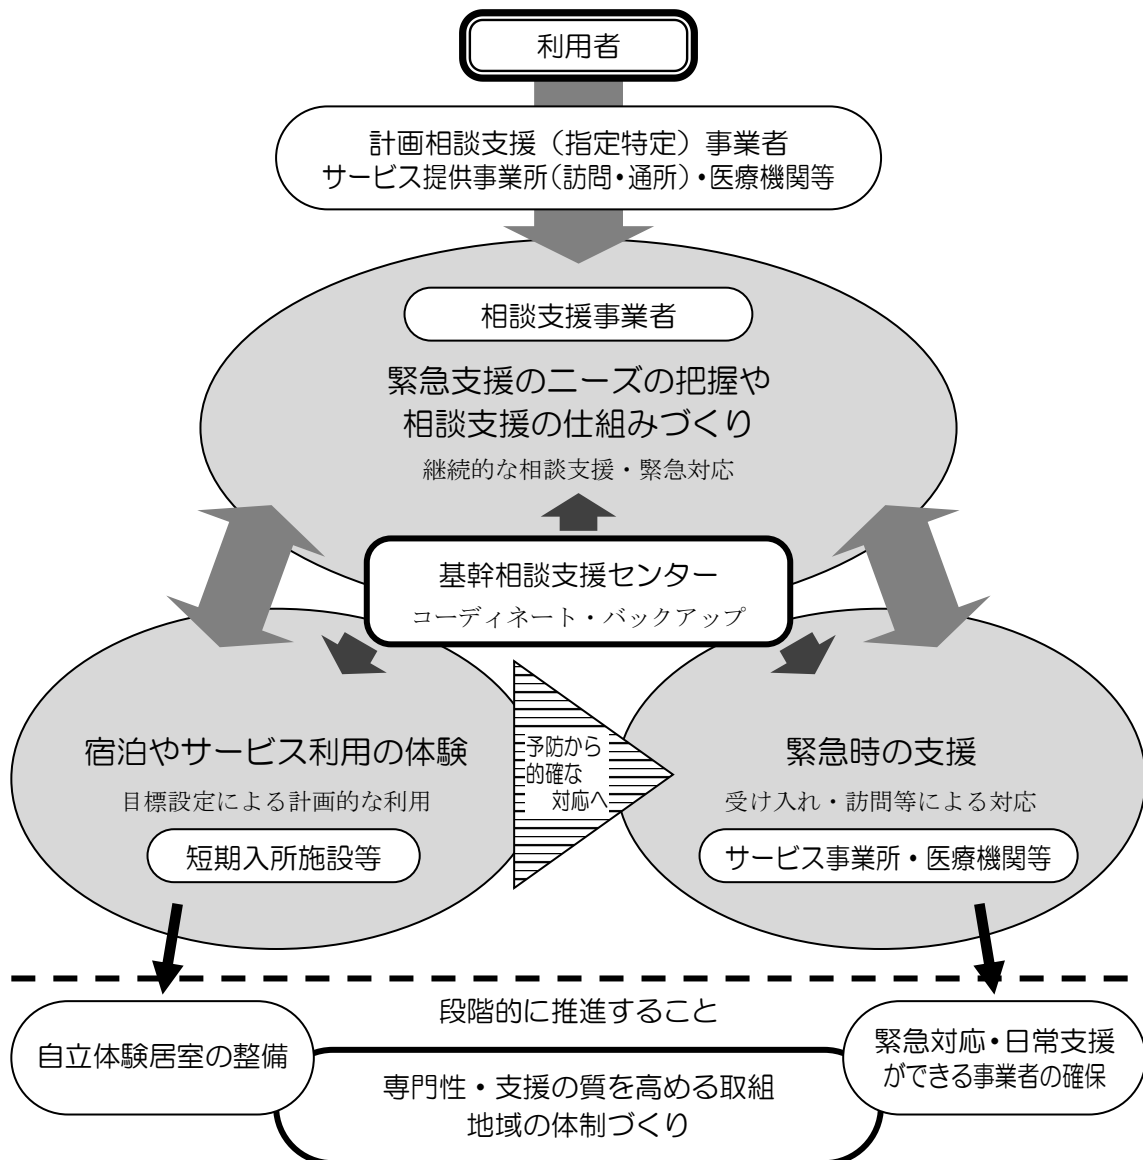 利用者
計画相談支援（指定特定）事業者
サービス提供事業所（訪問・通所）・医療機関等
相談支援事業者
緊急支援のニーズの把握や
相談支援の仕組みづくり
継続的な相談支援・緊急対応
基幹相談支援センター
コーディネート・バックアップ
宿泊やサービス利用の体験
目標設定による計画的な利用
短期入所施設等
予防から
的確な
対応へ
緊急時の支援
受け入れ・訪問等による対応
サービス事業所・医療機関等
段階的に推進すること
自立体験居室の整備
専門性・支援の質を高める取組
地域の体制づくり
緊急対応・日常支援
ができる事業者の確保